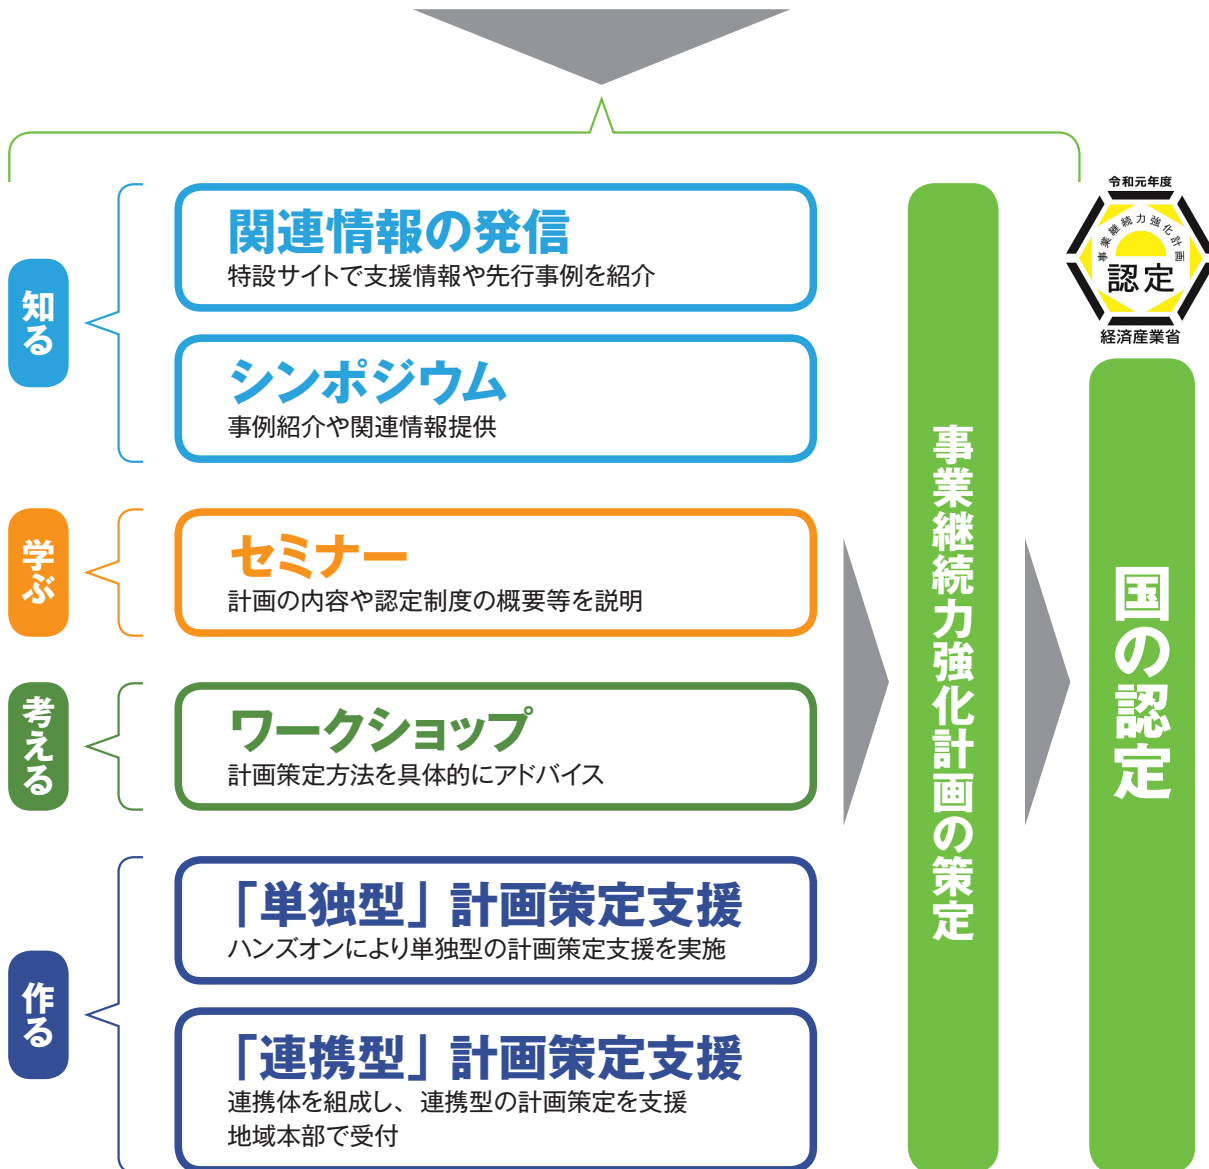 知る
関連情報の発信
特設サイトで支援情報や先行事例を紹介
シンポジウム
事例紹介や関連情報提供
学ぶ
セミナー
計画の内容や認定制度の概要等を説明
考える
ワークショップ
計画策定方法を具体的にアドバイス
作る
「単独型」計画策定支援
ハンズオンにより単独型の計画策定支援を実施
「連携型」計画策定支援
連携体を組成し、連携型の計画策定を支援
地域本部で受付
事業継続力強化計画の策定
令和元年度
事業継続力強化計画
認定
経済産業省
国の認定